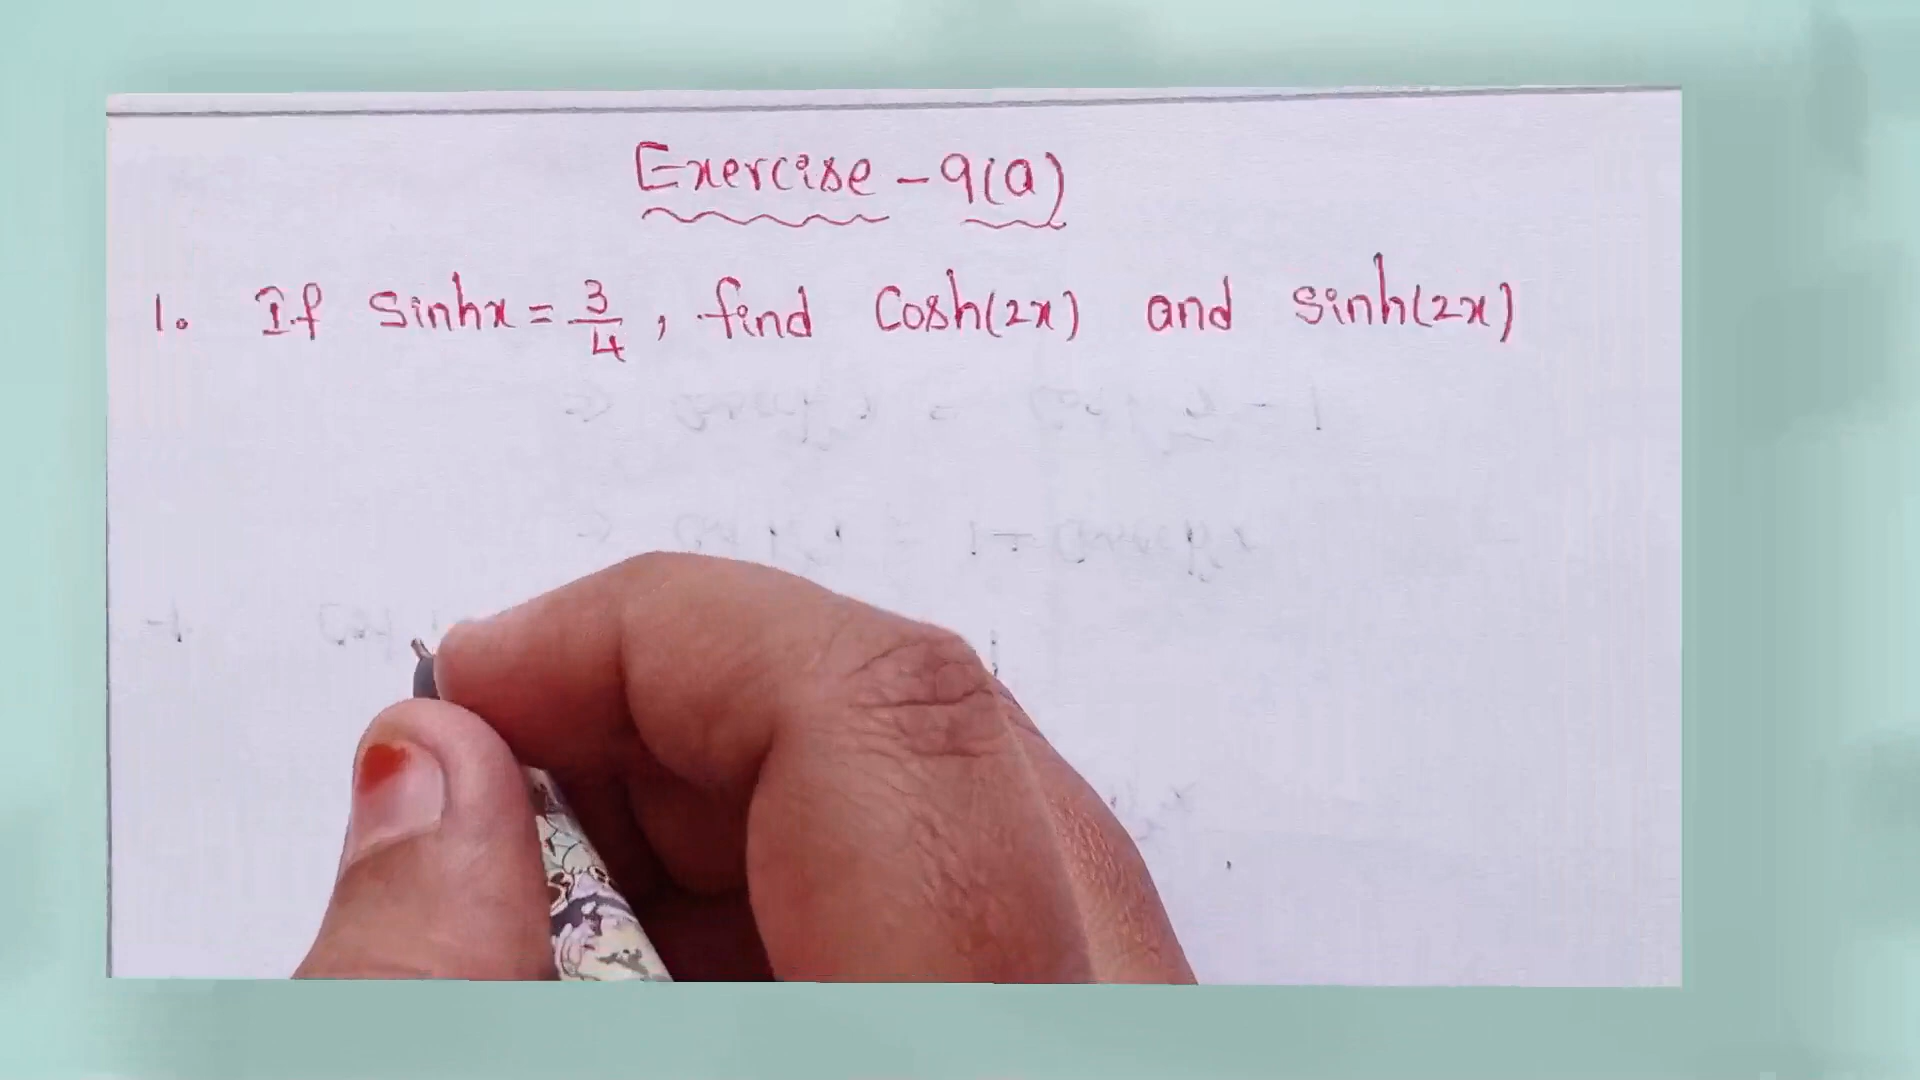 Exercise - 9(a)
1. If Sinhx = 3/4, find Cosh(2x) and sinh(2x)